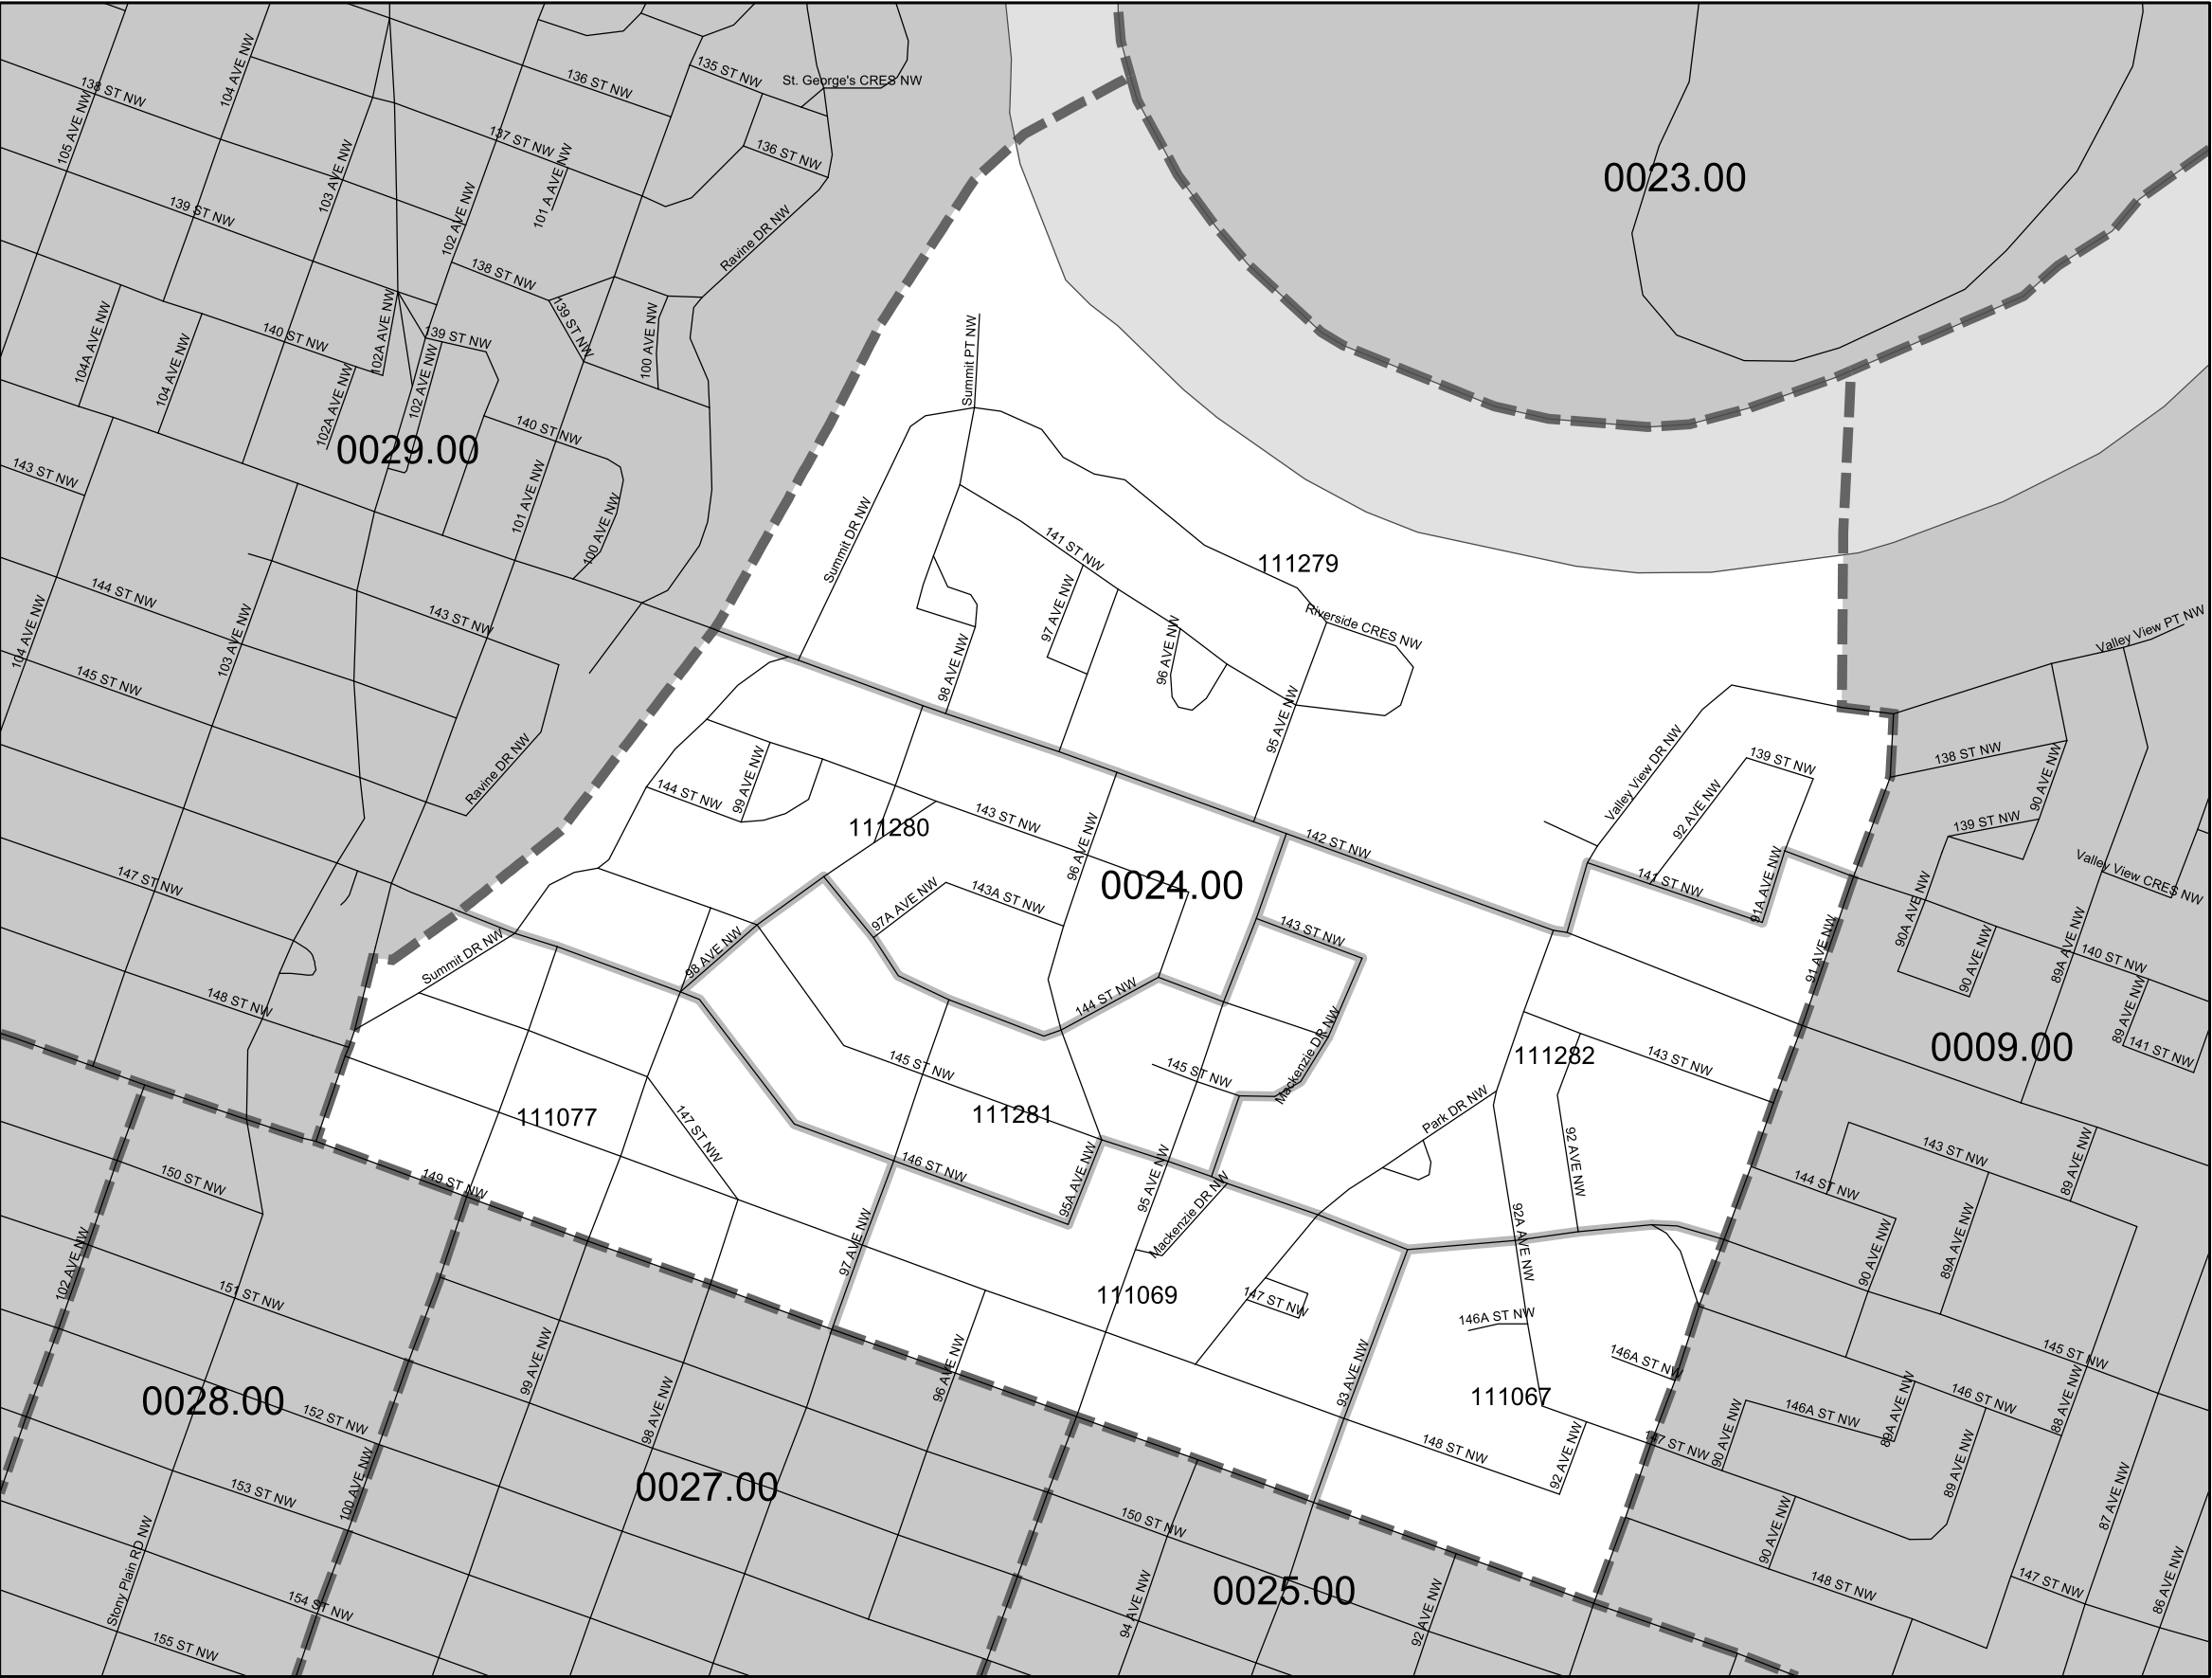 138 ST NW
104 AVE NW
105 AVE NW
136 ST NW
135 ST NW
St. George's CRES NW
137 ST NW
136 ST NW
103 AVE NW
102 AVE NW
101 AVE NW
139 ST NW
138 ST NW
Ravine DR NW
0023.00
104A AVE NW
104 AVE NW
140 ST NW
102A AVE NW
139 ST NW
139 ST NW
100 AVE NW
102A AVE NW
102 AVE NW
140 ST NW
Summit PT NW
0029.00
143 ST NW
101 AVE NW
100 AVE NW
Summit DR NW
141 ST NW
111279
144 ST NW
104 AVE NW
103 AVE NW
143 ST NW
97 AVE NW
96 AVE NW
Riverside CRES NW
Valley View PT NW
145 ST NW
98 AVE NW
95 AVE NW
Ravine DR NW
144 ST NW
99 AVE NW
143 ST NW
Valley View DR NW
139 ST NW
92 AVE NW
138 ST NW
90 AVE NW
139 ST NW
111280
96 AVE NW
142 ST NW
0024.00
141 ST NW
91A AVE NW
Valley View CRES NW
147 ST NW
97A AVE NW
143A ST NW
143 ST NW
91 AVE NW
90A AVE NW
90 AVE NW
89A AVE NW
140 ST NW
Summit DR NW
98 AVE NW
144 ST NW
148 ST NW
89 AVE NW
141 ST NW
0009.00
145 ST NW
145 ST NW
Mackenzie DR NW
111282
143 ST NW
111077
147 ST NW
111281
Park DR NW
92 AVE NW
143 ST NW
89 AVE NW
150 ST NW
149 ST NW
146 ST NW
95A AVE NW
95 AVE NW
Mackenzie DR NW
144 ST NW
92A AVE NW
90 AVE NW
89A AVE NW
102 AVE NW
97 AVE NW
151 ST NW
111069
147 ST NW
146A ST NW
146A ST NW
145 ST NW
99 AVE NW
96 AVE NW
93 AVE NW
111067
0028.00
152 ST NW
98 AVE NW
148 ST NW
92 AVE NW
147 ST NW
90 AVE NW
146A ST NW
89A AVE NW
146 ST NW
88 AVE NW
153 ST NW
100 AVE NW
0027.00
150 ST NW
90 AVE NW
89 AVE NW
87 AVE NW
Stony Plain RD NW
154 ST NW
155 ST NW
0025.00
94 AVE NW
92 AVE NW
148 ST NW
147 ST NW
86 AVE NW